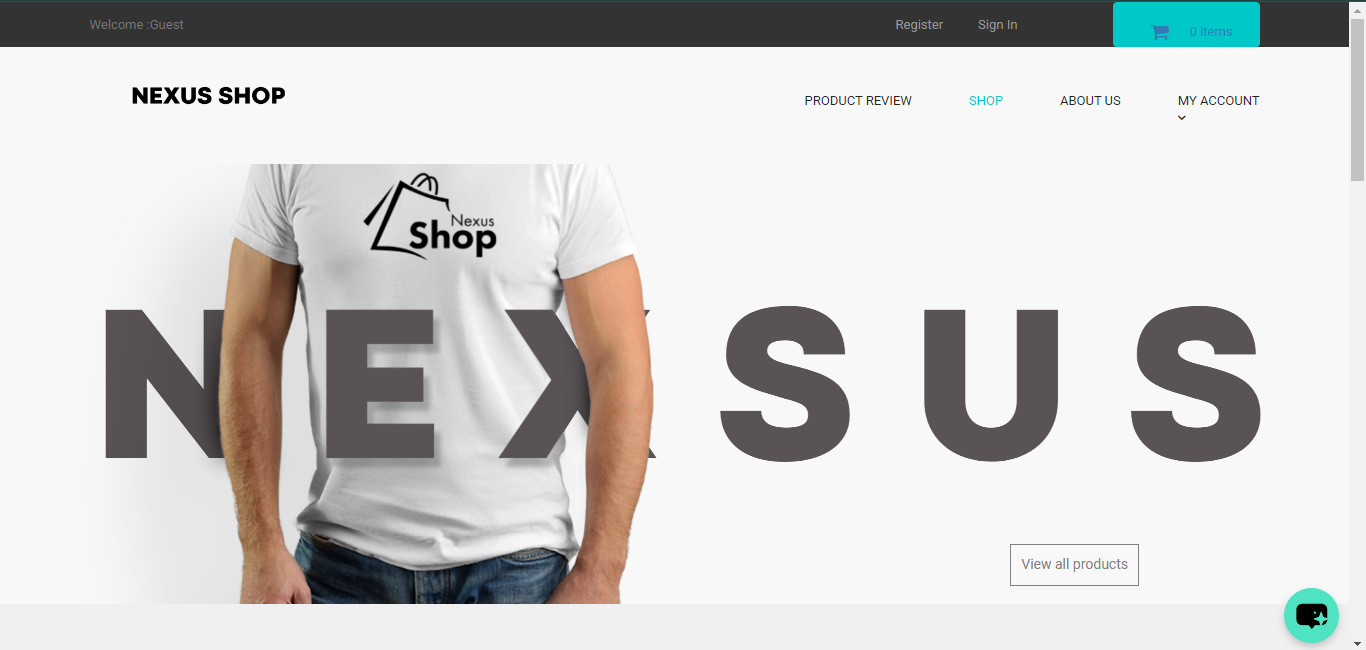 Welcome :Guest
Register
Sign In
0 items
NEXUS SHOP
PRODUCT REVIEW
SHOP
ABOUT US
MY ACCOUNT
Nexus
Shop
NEXSUS
View all products